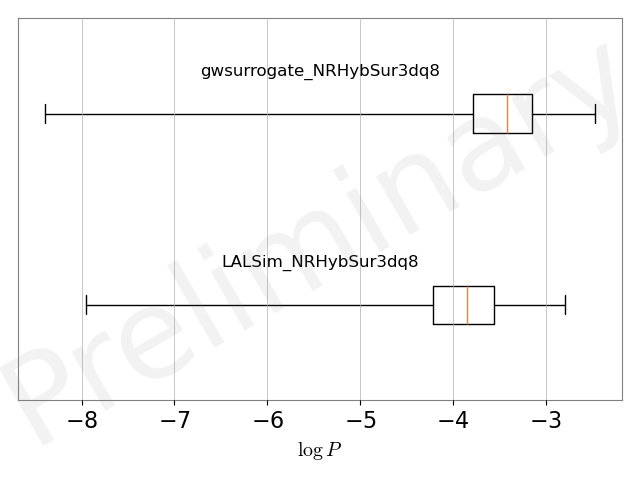 gwsurrogate_NRHybSur3dq8
LALSim_NRHybSur3dq8
Preliminary
−8 −7 −6 −5 −4 −3
log P